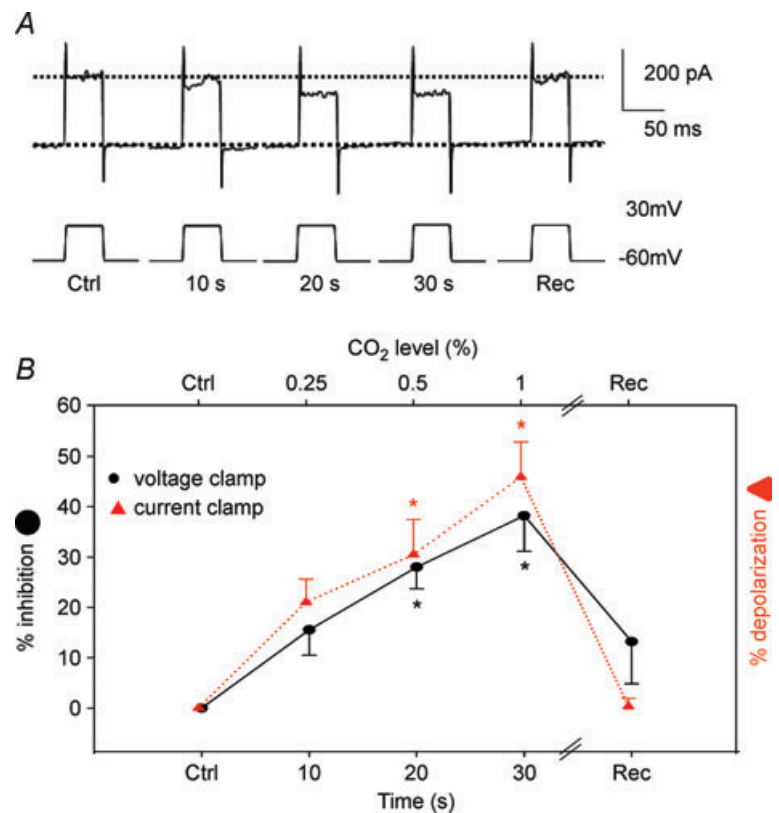 A
200 pA
50 ms
30mV
-60mV
Ctrl 10 s 20 s 30 s Rec
CO₂ level (%)
B
Ctrl 0.25 0.5 1 Rec
60
50
40
30
20
10
0
voltage clamp
current clamp
% inhibition
% depolarization
* *
* *
Ctrl 10 20 30 Rec
Time (s)